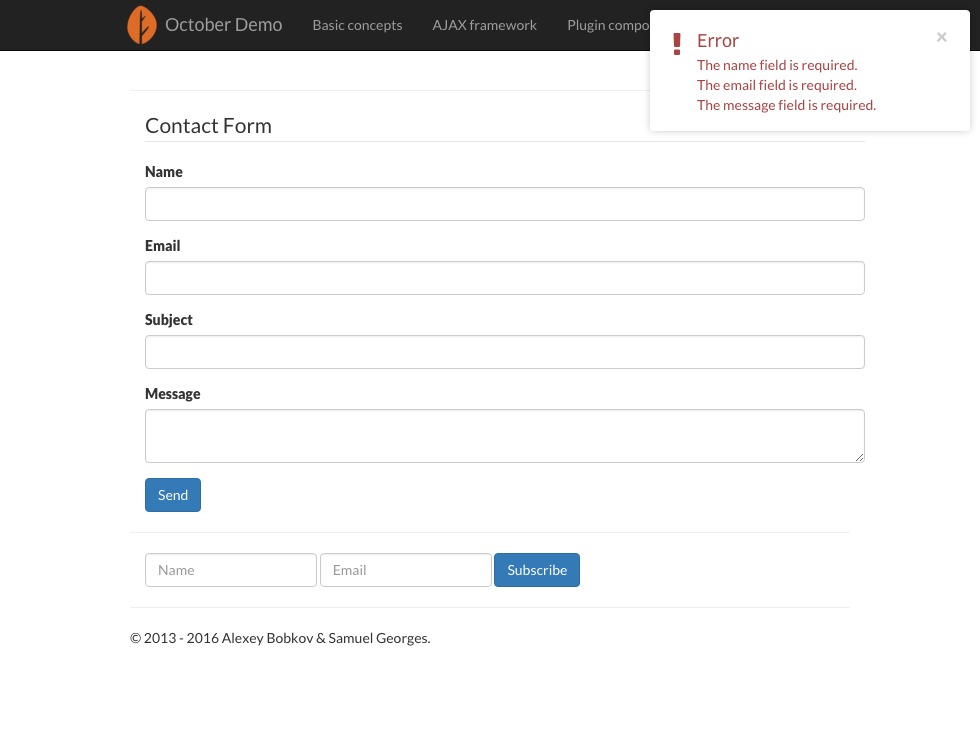 October Demo
Basic concepts
AJAX framework
Plugin compo
Error
×
The name field is required.
The email field is required.
The message field is required.
Contact Form
Name
Email
Subject
Message
Send
Name
Email
Subscribe
© 2013 - 2016 Alexey Bobkov & Samuel Georges.